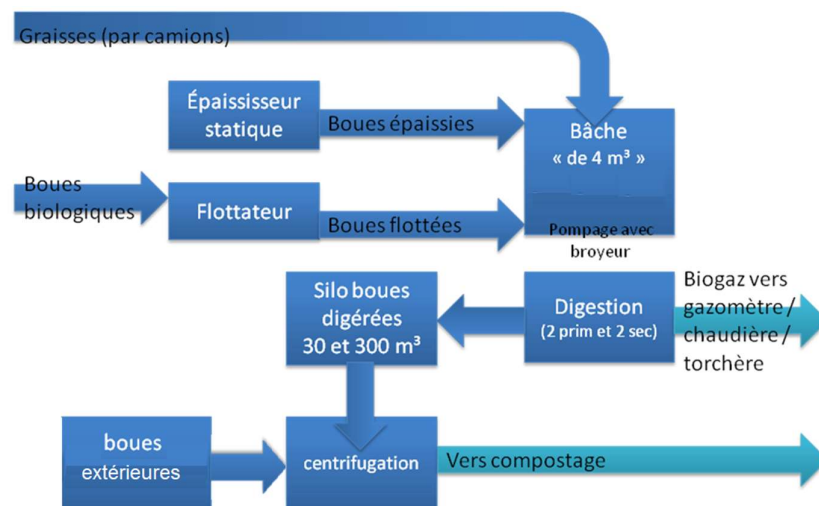 Graisses (par camions)
Épaississeur
statique
Boues épaissies
Bâche
« de 4 m³ »
Boues
biologiques
Flottateur
Boues flottées
Pompage avec
broyeur
Silo boues
digérées
30 et 300 m³
Digestion
(2 prim et 2 sec)
Biogaz vers
gazomètre /
chaudière /
torchère
boues
extérieures
centrifugation
Vers compostage